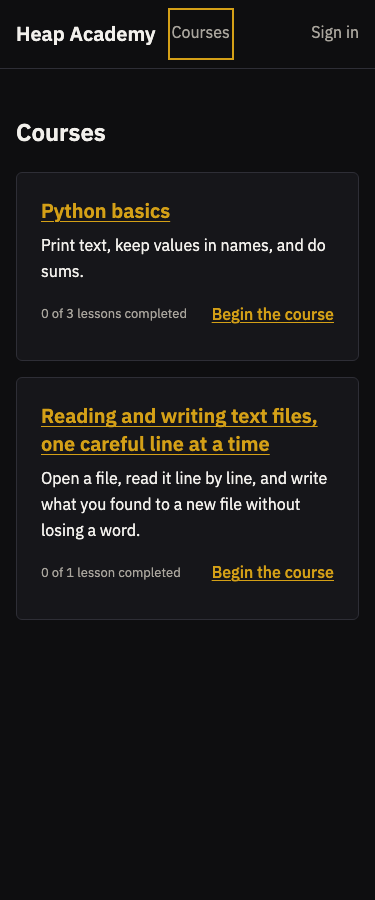 Heap Academy Courses Sign in
Courses
Python basics
Print text, keep values in names, and do
sums.
0 of 3 lessons completed Begin the course
Reading and writing text files,
one careful line at a time
Open a file, read it line by line, and write
what you found to a new file without
losing a word.
0 of 1 lesson completed Begin the course